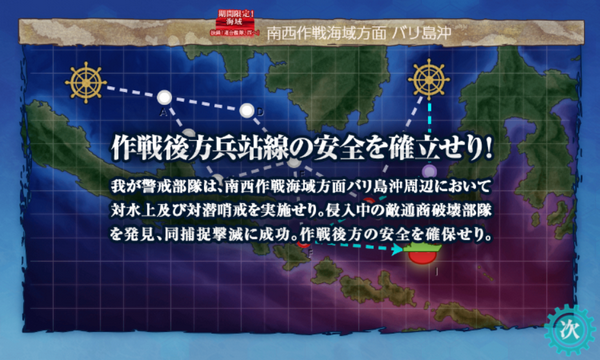 期間限定!
海域
南西作戦海域方面 バリ島沖
A
D
作戦後方兵站線の安全を確立せり!
我が警戒部隊は、南西作戦海域方面バリ島沖周辺において
対水上及び対潜哨戒を実施せり。侵入中の敵通商破壊部隊
を発見、同捕捉撃滅に成功。作戦後方の安全を確保せり。
F
I
次